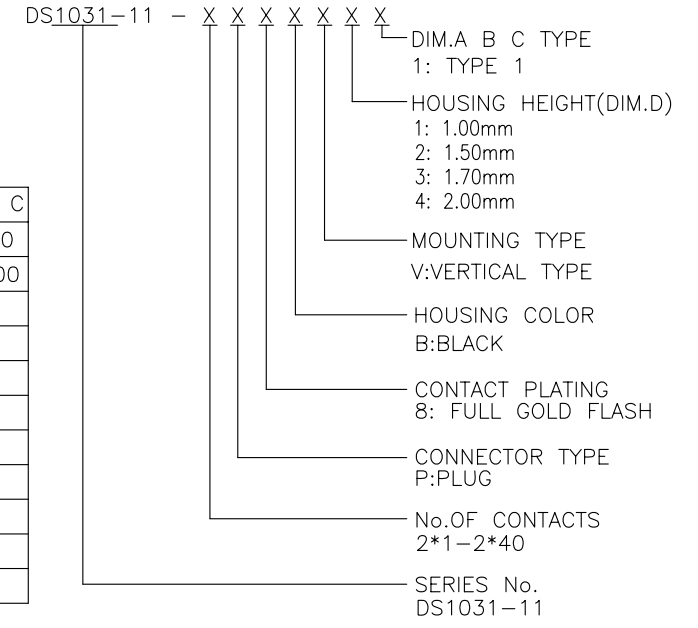 DS1031-11 - X X X X X X X
DIM.A B C TYPE
1: TYPE 1
HOUSING HEIGHT(DIM.D)
1: 1.00mm
2: 1.50mm
3: 1.70mm
4: 2.00mm
C
0
00
MOUNTING TYPE
V:VERTICAL TYPE
HOUSING COLOR
B:BLACK
CONTACT PLATING
8: FULL GOLD FLASH
CONNECTOR TYPE
P:PLUG
No.OF CONTACTS
2*1-2*40
SERIES No.
DS1031-11